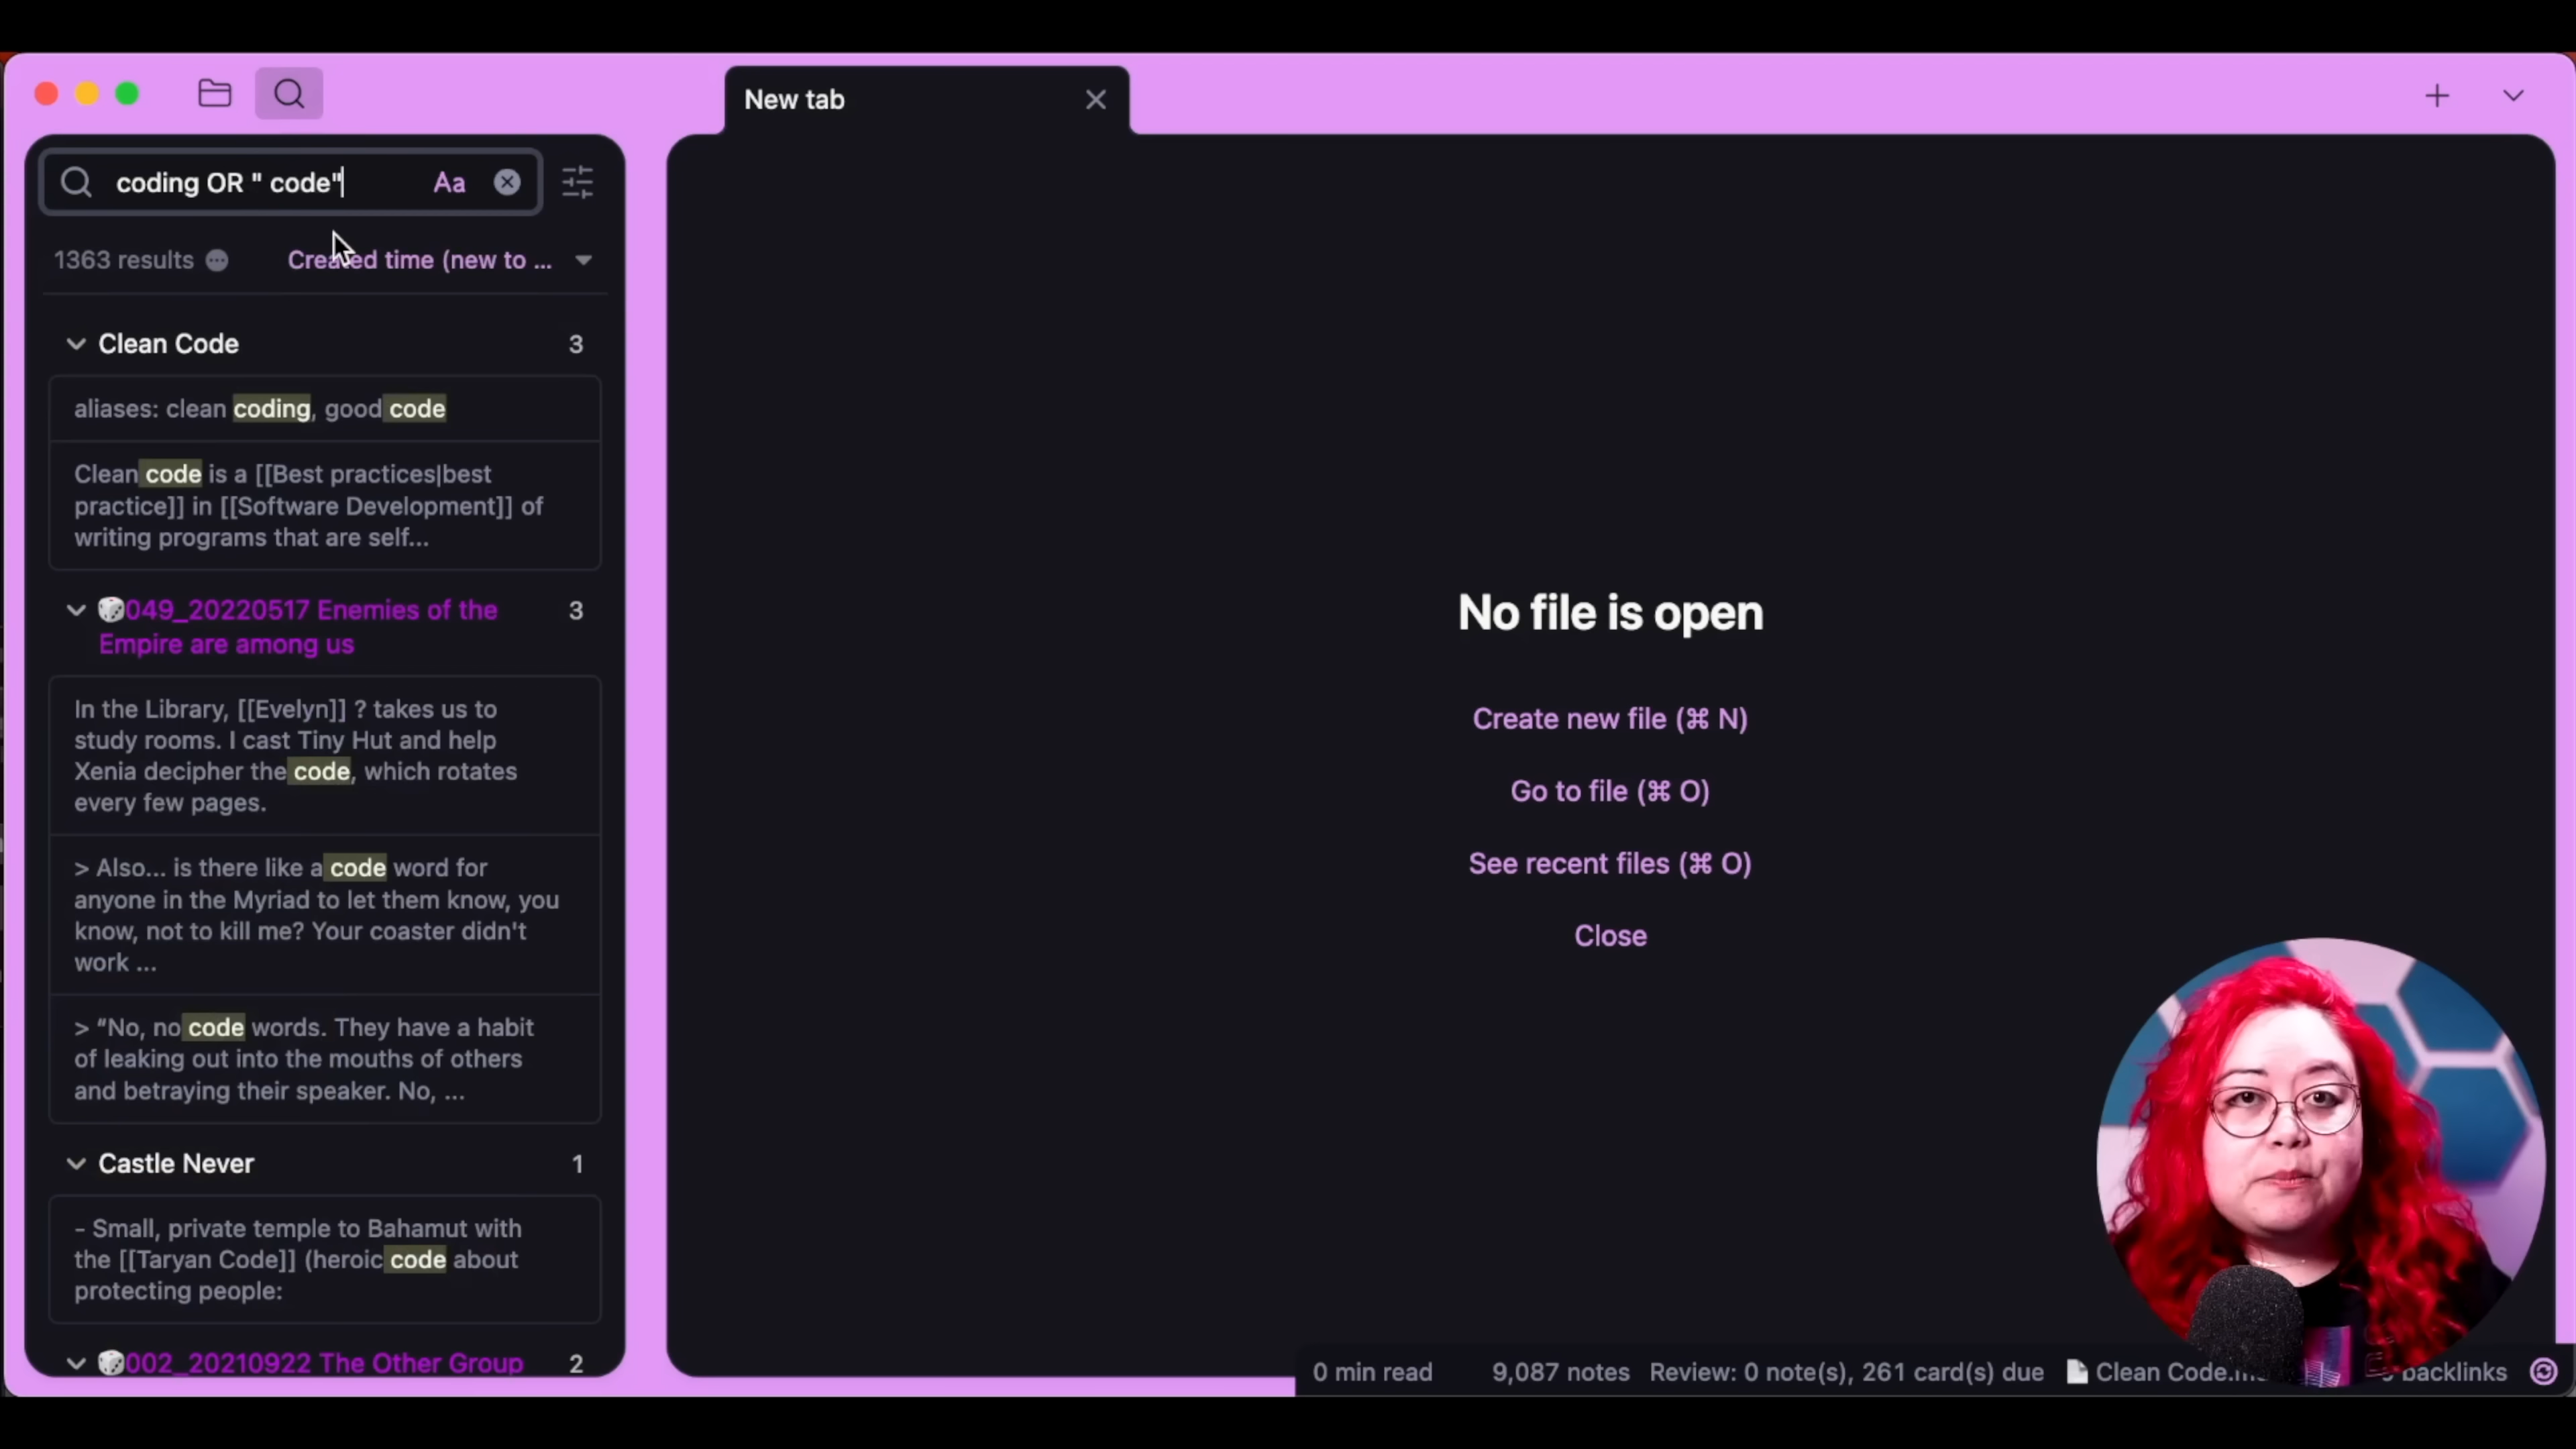 New tab
coding OR " code"
Aa
1363 results
Created time (new to ...
Clean Code 3
aliases: clean coding, good code
Clean code is a [[Best practices|best
practice]] in [[Software Development]] of
writing programs that are self...
049_20220517 Enemies of the 3
Empire are among us
In the Library, [[Evelyn]] ? takes us to
study rooms. I cast Tiny Hut and help
Xenia decipher the code, which rotates
every few pages.
> Also... is there like a code word for
anyone in the Myriad to let them know, you
know, not to kill me? Your coaster didn't
work ...
> “No, no code words. They have a habit
of leaking out into the mouths of others
and betraying their speaker. No, ...
Castle Never 1
- Small, private temple to Bahamut with
the [[Taryan Code]] (heroic code about
protecting people:
002_20210922 The Other Group 2
No file is open
Create new file (⌘ N)
Go to file (⌘ O)
See recent files (⌘ O)
Close
0 min read 9,087 notes Review: 0 note(s), 261 card(s) due Clean Code.m backlinks